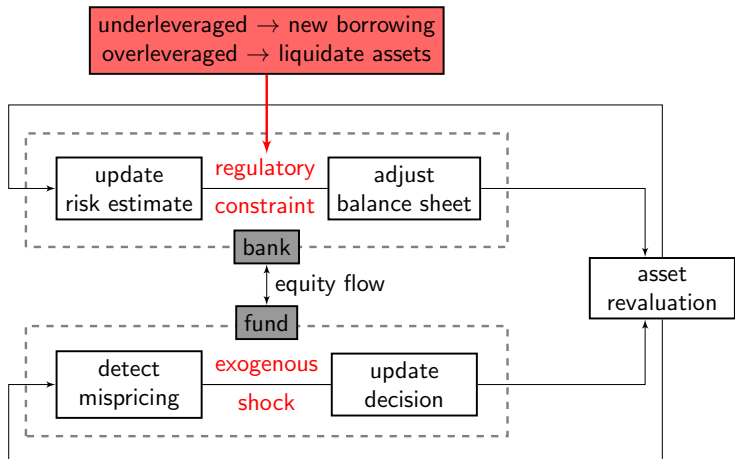 underleveraged → new borrowing
overleveraged → liquidate assets
update
risk estimate
regulatory
constraint
adjust
balance sheet
bank
equity flow
fund
asset
revaluation
detect
mispricing
exogenous
shock
update
decision